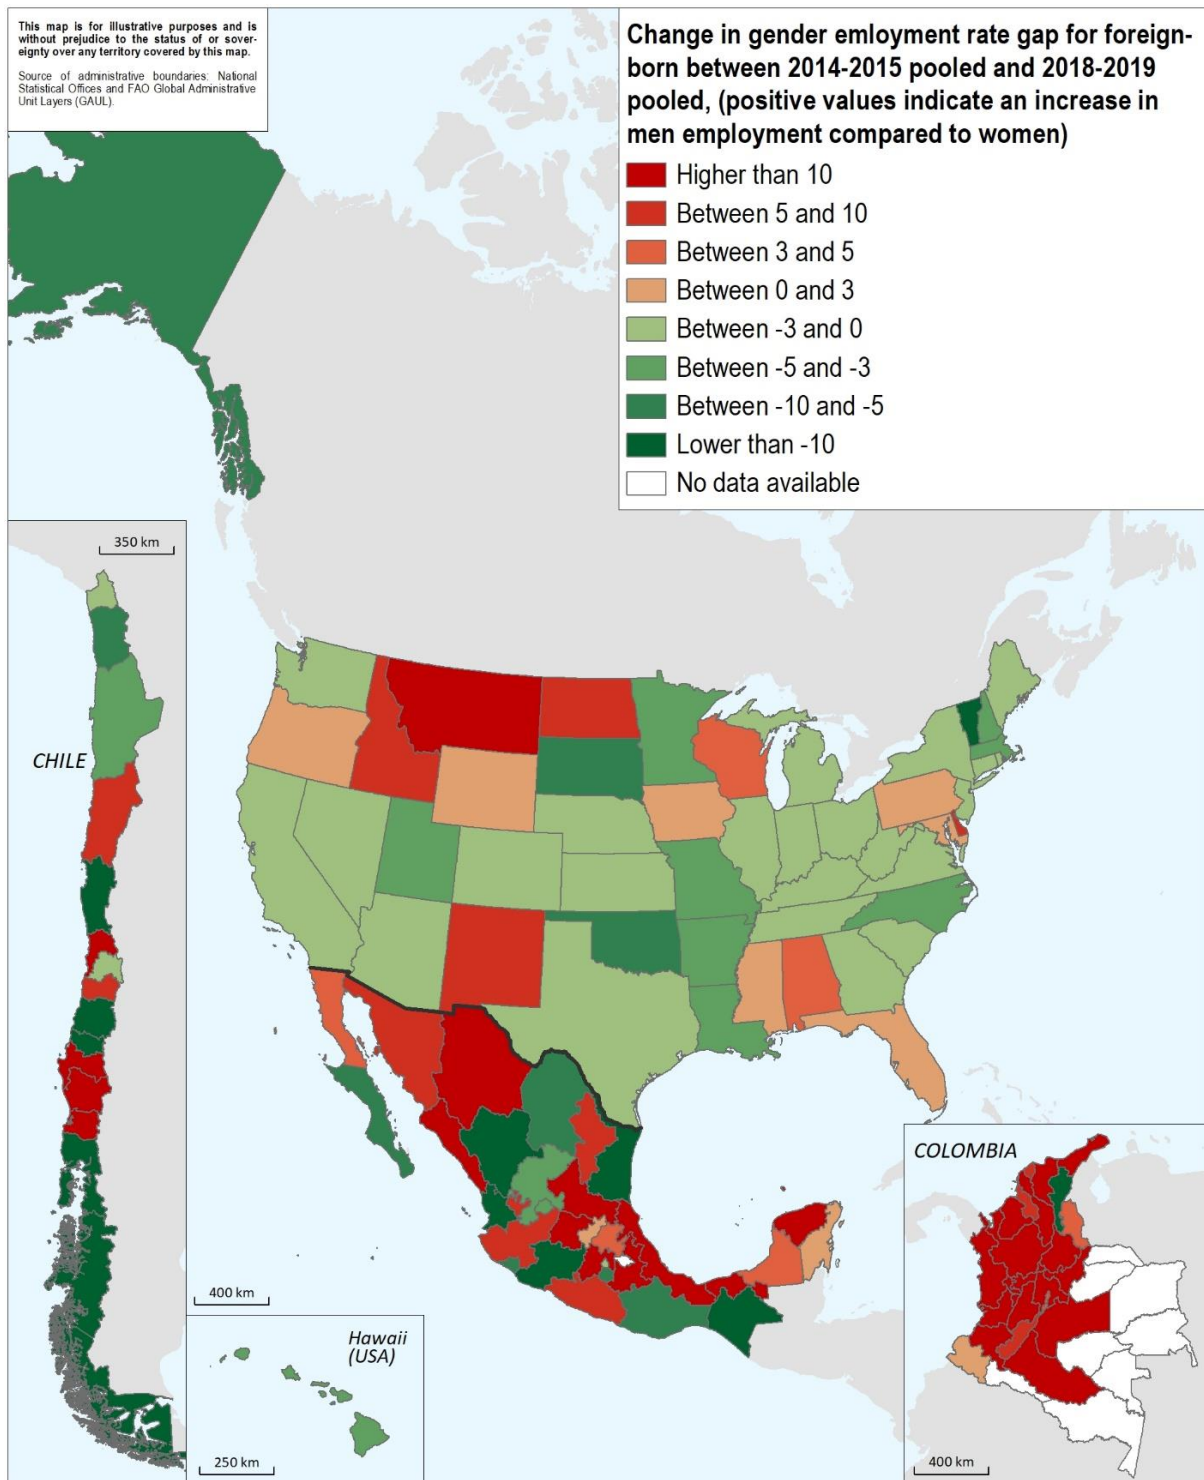 This map is for illustrative purposes and is
without prejudice to the status of or sover-
eignty over any territory covered by this map.
Source of administrative boundaries: National
Statistical Offices and FAO Global Administrative
Unit Layers (GAUL).
Change in gender emloyment rate gap for foreign-
born between 2014-2015 pooled and 2018-2019
pooled, (positive values indicate an increase in
men employment compared to women)
Higher than 10
Between 5 and 10
Between 3 and 5
Between 0 and 3
Between -3 and 0
Between -5 and -3
Between -10 and -5
Lower than -10
No data available
350 km
CHILE
400 km
Hawaii
(USA)
250 km
COLOMBIA
400 km